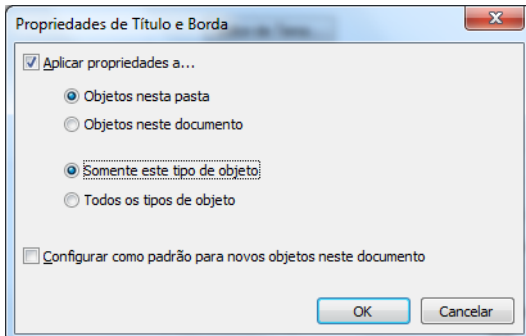 Propriedades de Título e Borda
Aplicar propriedades a...
Objetos nesta pasta
Objetos neste documento
Somente este tipo de objeto
Todos os tipos de objeto
Configurar como padrão para novos objetos neste documento
OK Cancelar